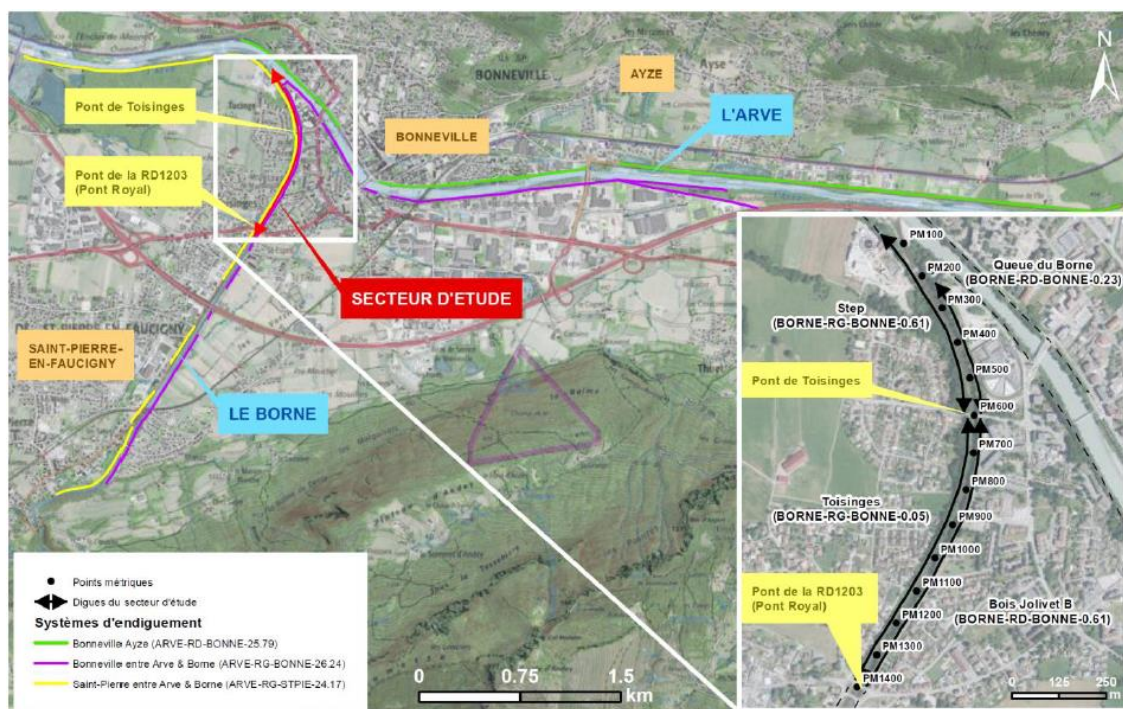 Pont de Toisinges
Pont de la RD1203
(Pont Royal)
BONNEVILLE
AYZE
Ayse
BONNEVILLE
L'ARVE
N
SECTEUR D'ETUDE
SAINT-PIERRE-
EN-FAUCIGNY
LE BORNE
Points métriques
Digues du secteur d'étude
Systèmes d'endiguement
Bonneville Ayze (ARVE-RD-BONNE-25.79)
Bonneville entre Arve & Borne (ARVE-RG-BONNE-26.24)
Saint-Pierre entre Arve & Borne (ARVE-RG-STPIE-24.17)
0 0.75 1.5
km
PM100
Queue du Borne
(BORNE-RD-BONNE-0.23)
PM200
PM300
Step
(BORNE-RG-BONNE-0.61)
PM400
PM500
Pont de Toisinges
PM600
PM700
PM800
Toisinges
(BORNE-RG-BONNE-0.05)
PM900
PM1000
PM1100
Pont de la RD1203
(Pont Royal)
Bois Jolivet B
(BORNE-RD-BONNE-0.61)
PM1200
PM1300
PM1400
0 125 250
m